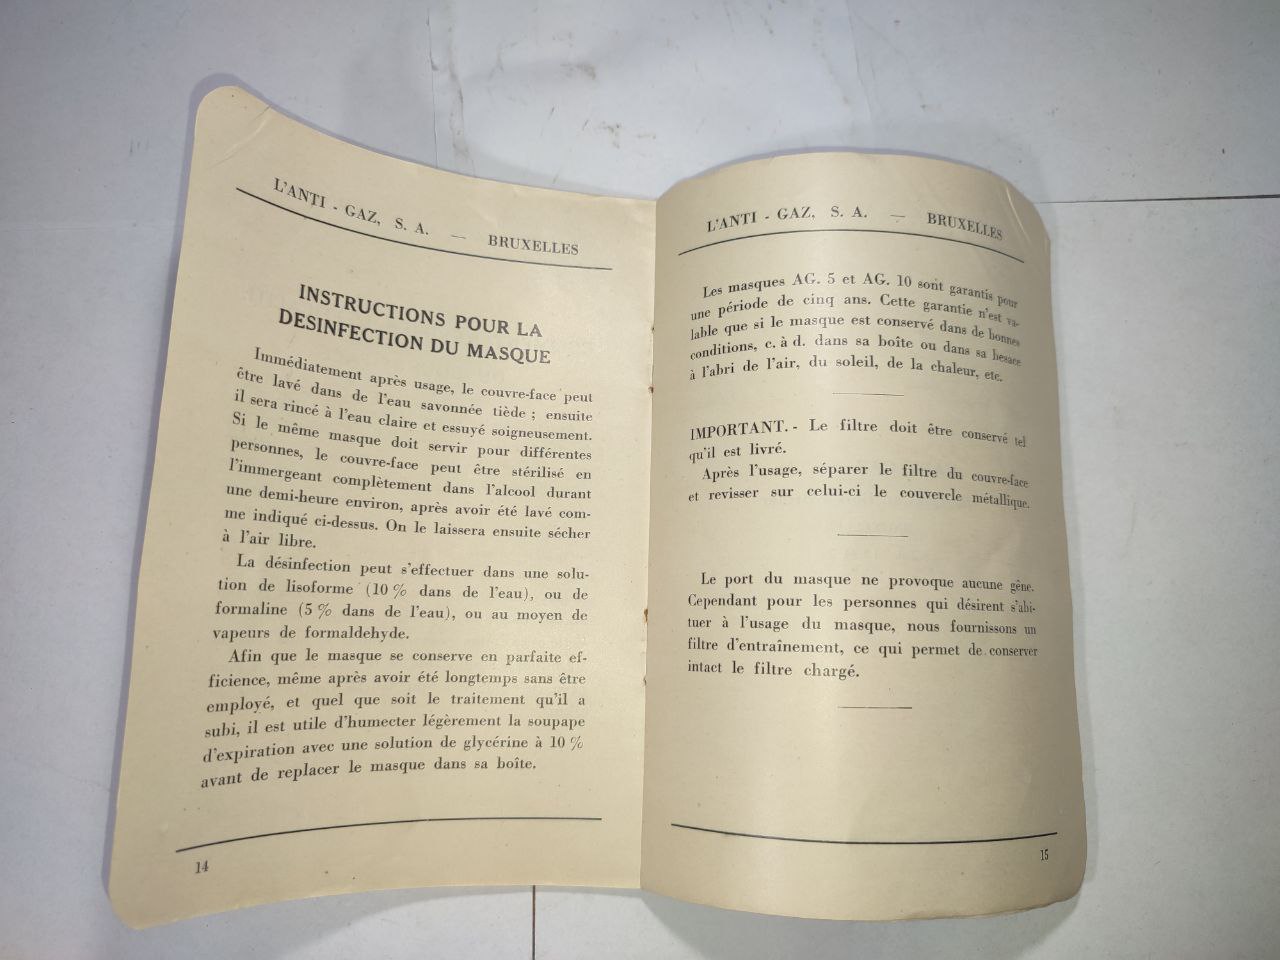 L'ANTI - GAZ, S. A. — BRUXELLES
INSTRUCTIONS POUR LA
DESINFECTION DU MASQUE
Immédiatement après usage, le couvre-face peut
être lavé dans de l'eau savonnée tiède ; ensuite
il sera rincé à l'eau claire et essuyé soigneusement.
Si le même masque doit servir pour différentes
personnes, le couvre-face peut être stérilisé en
l'immergeant complètement dans l'alcool durant
une demi-heure environ, après avoir été lavé com-
me indiqué ci-dessus. On le laissera ensuite sécher
à l'air libre.
La désinfection peut s'effectuer dans une solu-
tion de lisoforme (10 % dans de l'eau), ou de
formaline (5 % dans de l'eau), ou au moyen de
vapeurs de formaldehyde.
Afin que le masque se conserve en parfaite ef-
ficience, même après avoir été longtemps sans être
employé, et quel que soit le traitement qu'il a
subi, il est utile d'humecter légèrement la soupape
d'expiration avec une solution de glycérine à 10 %
avant de replacer le masque dans sa boîte.
14
L'ANTI - GAZ, S. A. — BRUXELLES
Les masques AG. 5 et AG. 10 sont garantis pour
une période de cinq ans. Cette garantie n'est va-
lable que si le masque est conservé dans de bonnes
conditions, c. à d. dans sa boîte ou dans sa besace
à l'abri de l'air, du soleil, de la chaleur, etc.
IMPORTANT. - Le filtre doit être conservé tel
qu'il est livré.
Après l'usage, séparer le filtre du couvre-face
et revisser sur celui-ci le couvercle métallique.
Le port du masque ne provoque aucune gêne.
Cependant pour les personnes qui désirent s'abi-
tuer à l'usage du masque, nous fournissons un
filtre d'entraînement, ce qui permet de conserver
intact le filtre chargé.
15